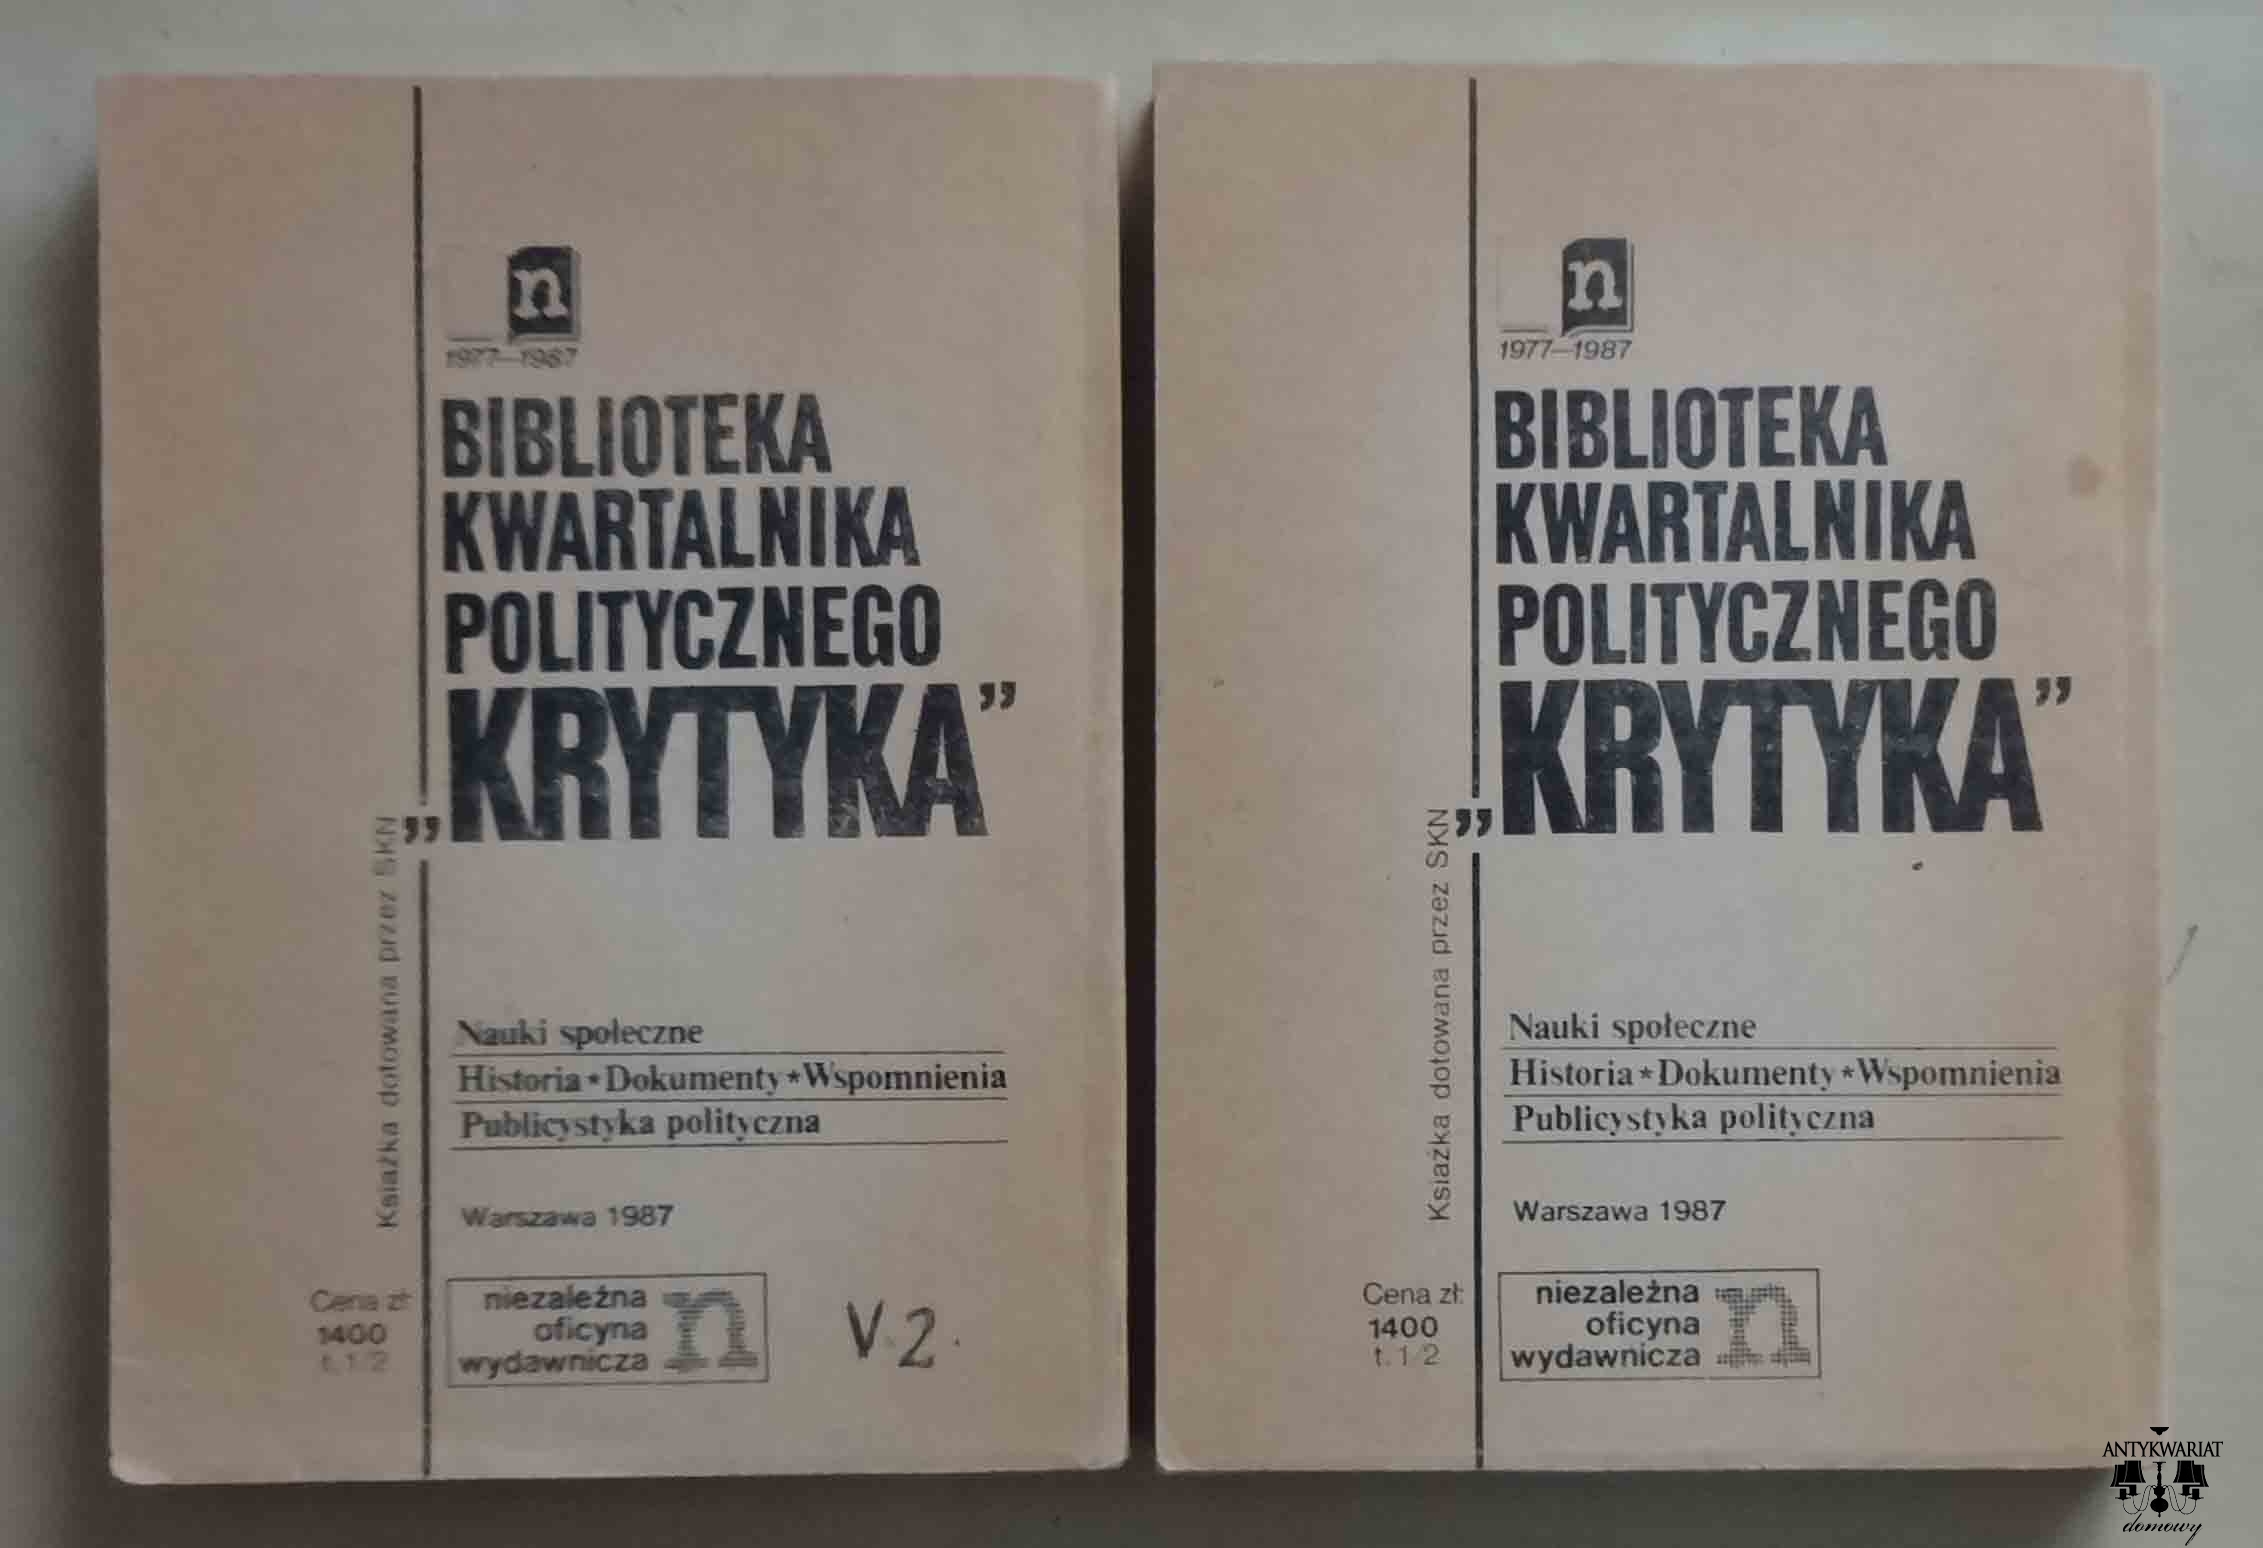 n
1977—1987
BIBLIOTEKA
KWARTALNIKA
POLITYCZNEGO
„KRYTYKA”
Książka dotowana przez SKN
Nauki społeczne
Historia * Dokumenty * Wspomnienia
Publicystyka polityczna
Warszawa 1987
Cena zł:
1400
t. 1/2
niezależna
oficyna
wydawnicza
n
V. 2.
n
1977—1987
BIBLIOTEKA
KWARTALNIKA
POLITYCZNEGO
„KRYTYKA”
Książka dotowana przez SKN
Nauki społeczne
Historia * Dokumenty * Wspomnienia
Publicystyka polityczna
Warszawa 1987
Cena zł:
1400
t. 1/2
niezależna
oficyna
wydawnicza
n
ANTYKWARIAT
domowy